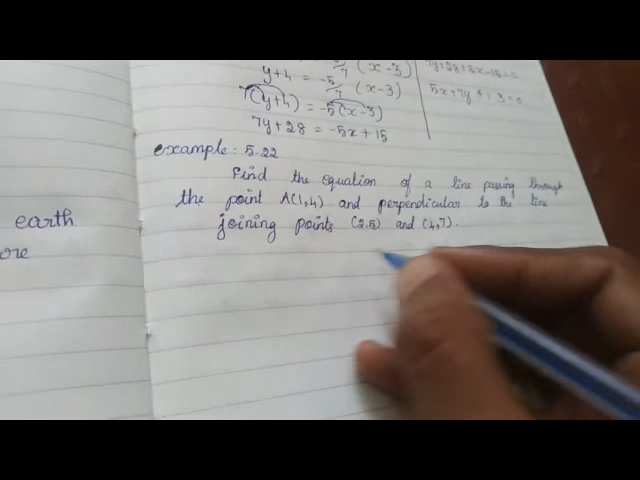 (x-3)
y+4 = -5/7 (x-3)
7(y+4) = -5(x-3)
7y+28 = -5x+15
7y+28+5x-15=0
5x+7y+13=0
example: 5.22
Find the equation of a line passing through
the point A(1,4) and perpendicular to the line
joining points (2,5) and (4,7).
earth
ore